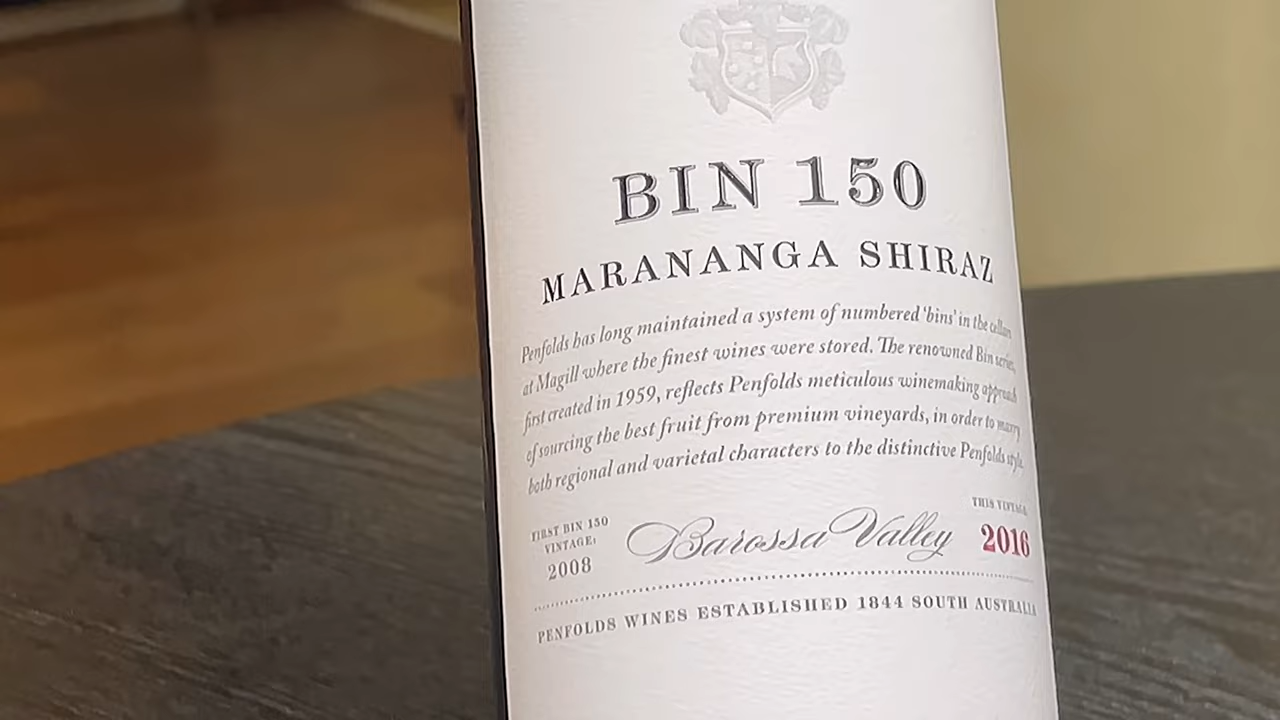 BIN 150
MARANANGA SHIRAZ
Penfolds has long maintained a system of numered 'bins' in the cellars
at Magill where the finest wines were stored. The renowned Bin series,
first created in 1959, reflects Penfolds meticulous winemaking approach
of sourcing the best fruit from premium vineyards, in order to marry
both regional and varietal characters to the distinctive Penfolds style.
FIRST BIN 150
VINTAGE:
2008
Barossa Valley
THIS VINTAGE
2016
PENFOLDS WINES ESTABLISHED 1844 SOUTH AUSTRALIA